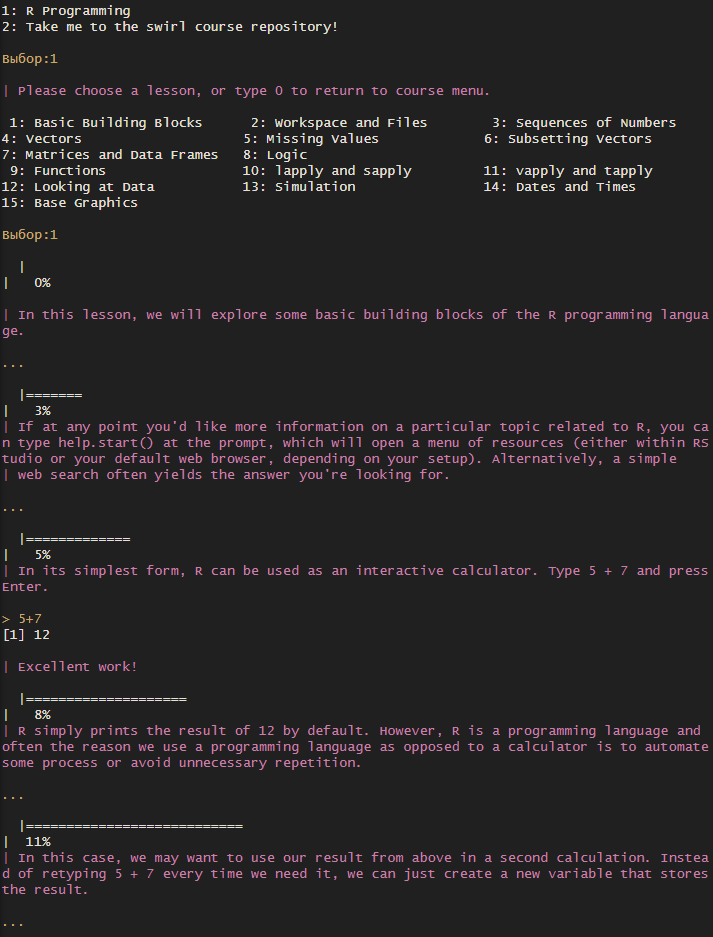 1: R Programming
2: Take me to the swirl course repository!
Выбор:1
| Please choose a lesson, or type 0 to return to course menu.
1: Basic Building Blocks 2: Workspace and Files 3: Sequences of Numbers
4: Vectors 5: Missing Values 6: Subsetting Vectors
7: Matrices and Data Frames 8: Logic
9: Functions 10: lapply and sapply 11: vapply and tapply
12: Looking at Data 13: Simulation 14: Dates and Times
15: Base Graphics
Выбор:1
|
| 0%
| In this lesson, we will explore some basic building blocks of the R programming langua
ge.
...
|=======
| 3%
| If at any point you'd like more information on a particular topic related to R, you ca
n type help.start() at the prompt, which will open a menu of resources (either within RS
tudio or your default web browser, depending on your setup). Alternatively, a simple
| web search often yields the answer you're looking for.
...
|=============
| 5%
| In its simplest form, R can be used as an interactive calculator. Type 5 + 7 and press
Enter.
> 5+7
[1] 12
| Excellent work!
|====================
| 8%
| R simply prints the result of 12 by default. However, R is a programming language and
often the reason we use a programming language as opposed to a calculator is to automate
some process or avoid unnecessary repetition.
...
|===========================
| 11%
| In this case, we may want to use our result from above in a second calculation. Instea
d of retyping 5 + 7 every time we need it, we can just create a new variable that stores
the result.
...